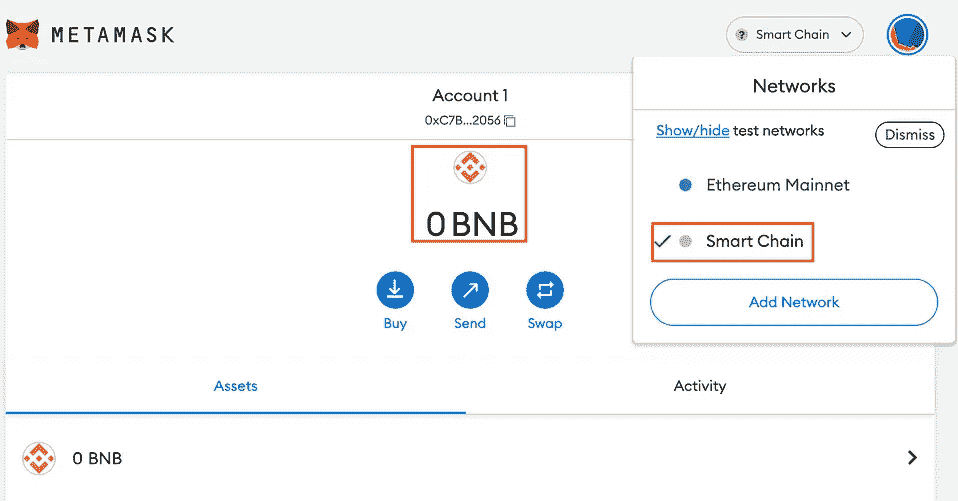 METAMASK
Smart Chain
Account 1
0xC7B...2056
0 BNB
Buy
Send
Swap
Networks
Show/hide test networks
Dismiss
Ethereum Mainnet
Smart Chain
Add Network
Assets
Activity
0 BNB